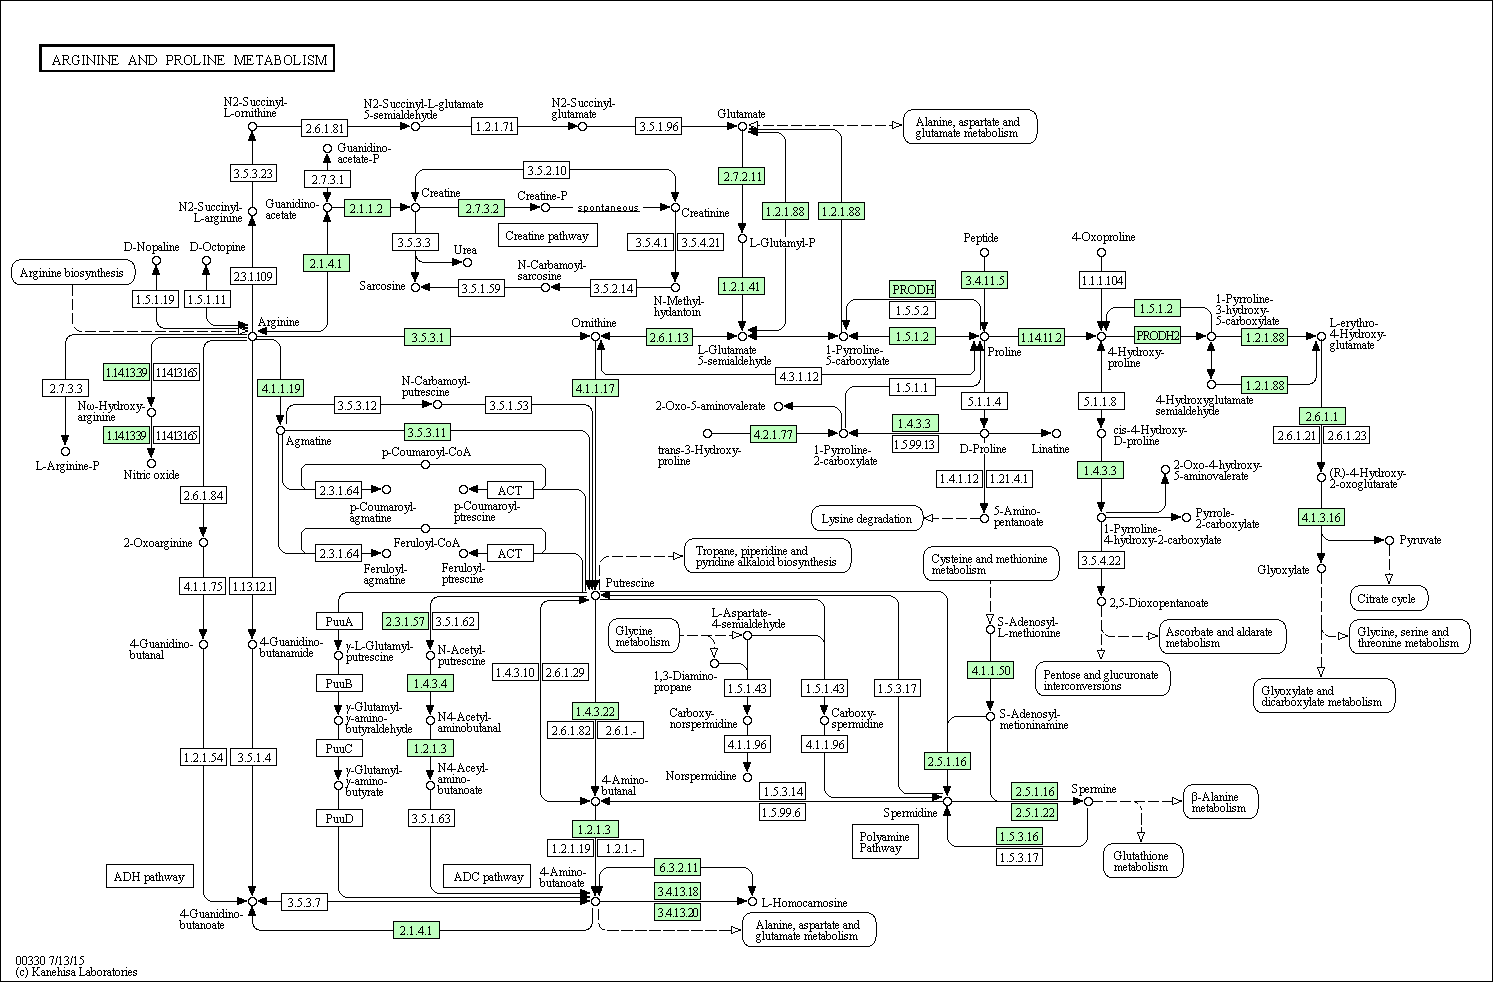 ARGININE AND PROLINE METABOLISM
N2-Succinyl-
L-ornithine
2.6.1.81
N2-Succinyl-L-glutamate
5-semialdehyde
1.2.1.71
N2-Succinyl-
glutamate
3.5.1.96
Glutamate
Alanine, aspartate and
glutamate metabolism
Guanidino-
acetate-P
3.5.3.23
2.7.3.1
3.5.2.10
2.7.2.11
N2-Succinyl-
L-arginine
Guanidino-
acetate
2.1.1.2
Creatine
2.7.3.2
Creatine-P
spontaneous
Creatinine
1.2.1.88
1.2.1.88
D-Nopaline
D-Octopine
3.5.3.3
Urea
Creatine pathway
3.5.4.1
3.5.4.21
L-Glutamyl-P
Peptide
4-Oxoproline
Arginine biosynthesis
2.3.1.109
2.1.4.1
N-Carbamoyl-
sarcosine
1.5.1.19
1.5.1.11
Sarcosine
3.5.1.59
3.5.2.14
N-Methyl-
hydantoin
1.2.1.41
PRODH
1.5.5.2
3.4.11.5
1.1.1.104
1.5.1.2
1-Pyrroline-
3-hydroxy-
5-carboxylate
L-erythro-
4-Hydroxy-
glutamate
Arginine
3.5.3.1
Ornithine
2.6.1.13
L-Glutamate
5-semialdehyde
1-Pyrroline-
5-carboxylate
1.5.1.2
Proline
1.14.11.2
4-Hydroxy-
proline
PRODH2
1.2.1.88
2.7.3.3
1.14.13.39
1.14.13.165
4.1.1.19
N-Carbamoyl-
putrescine
4.1.1.17
4.3.1.12
1.5.1.1
1.2.1.88
4-Hydroxyglutamate
semialdehyde
Nω-Hydroxy-
arginine
3.5.3.12
3.5.1.53
2-Oxo-5-aminovalerate
5.1.1.4
5.1.1.8
2.6.1.1
2.6.1.21
2.6.1.23
1.14.13.39
1.14.13.165
Agmatine
3.5.3.11
trans-3-Hydroxy-
proline
4.2.1.77
1-Pyrroline-
2-carboxylate
1.4.3.3
1.5.99.13
D-Proline
Linatine
cis-4-Hydroxy-
D-proline
L-Arginine-P
Nitric oxide
p-Coumaroyl-CoA
1.4.1.12
1.21.4.1
1.4.3.3
2-Oxo-4-hydroxy-
5-aminovalerate
(R)-4-Hydroxy-
2-oxoglutarate
2.6.1.84
2.3.1.64
ACT
p-Coumaroyl-
agmatine
p-Coumaroyl-
ptrescine
Lysine degradation
5-Amino-
pentanoate
1-Pyrroline-
4-hydroxy-2-carboxylate
Pyrrole-
2-carboxylate
4.1.3.16
2-Oxoarginine
Feruloyl-CoA
2.3.1.64
ACT
Feruloyl-
agmatine
Feruloyl-
ptrescine
Tropane, piperidine and
pyridine alkaloid biosynthesis
Cysteine and methionine
metabolism
3.5.4.22
Glyoxylate
Pyruvate
4.1.1.75
1.13.12.1
Putrescine
2,5-Dioxopentanoate
Citrate cycle
PuuA
2.3.1.57
3.5.1.62
Glycine
metabolism
L-Aspartate-
4-semialdehyde
S-Adenosyl-
L-methionine
Ascorbate and aldarate
metabolism
Glycine, serine and
threonine metabolism
4-Guanidino-
butanal
4-Guanidino-
butanamide
γ-L-Glutamyl-
putrescine
N-Acetyl-
putrescine
1.4.3.10
2.6.1.29
1,3-Diamino-
propane
4.1.1.50
Pentose and glucuronate
interconversions
Glyoxylate and
dicarboxylate metabolism
PuuB
1.4.3.4
1.5.1.43
1.5.1.43
1.5.3.17
γ-Glutamyl-
γ-amino-
butyraldehyde
N4-Acetyl-
aminobutanal
1.4.3.22
2.6.1.82
2.6.1.-
Carboxy-
norspermidine
Carboxy-
spermidine
S-Adenosyl-
metioninamine
1.2.1.54
3.5.1.4
PuuC
1.2.1.3
4.1.1.96
4.1.1.96
2.5.1.16
γ-Glutamyl-
γ-amino-
butyrate
N4-Aceyl-
amino-
butanoate
4-Amino-
butanal
Norspermidine
1.5.3.14
1.5.99.6
Spermidine
2.5.1.16
2.5.1.22
Spermine
β-Alanine
metabolism
PuuD
3.5.1.63
1.2.1.3
1.2.1.19
1.2.1.-
Polyamine
Pathway
1.5.3.16
1.5.3.17
Glutathione
metabolism
ADH pathway
ADC pathway
4-Amino-
butanoate
6.3.2.11
3.4.13.18
3.4.13.20
L-Homocarnosine
4-Guanidino-
butanoate
3.5.3.7
2.1.4.1
Alanine, aspartate and
glutamate metabolism
00330 7/13/15
(c) Kanehisa Laboratories